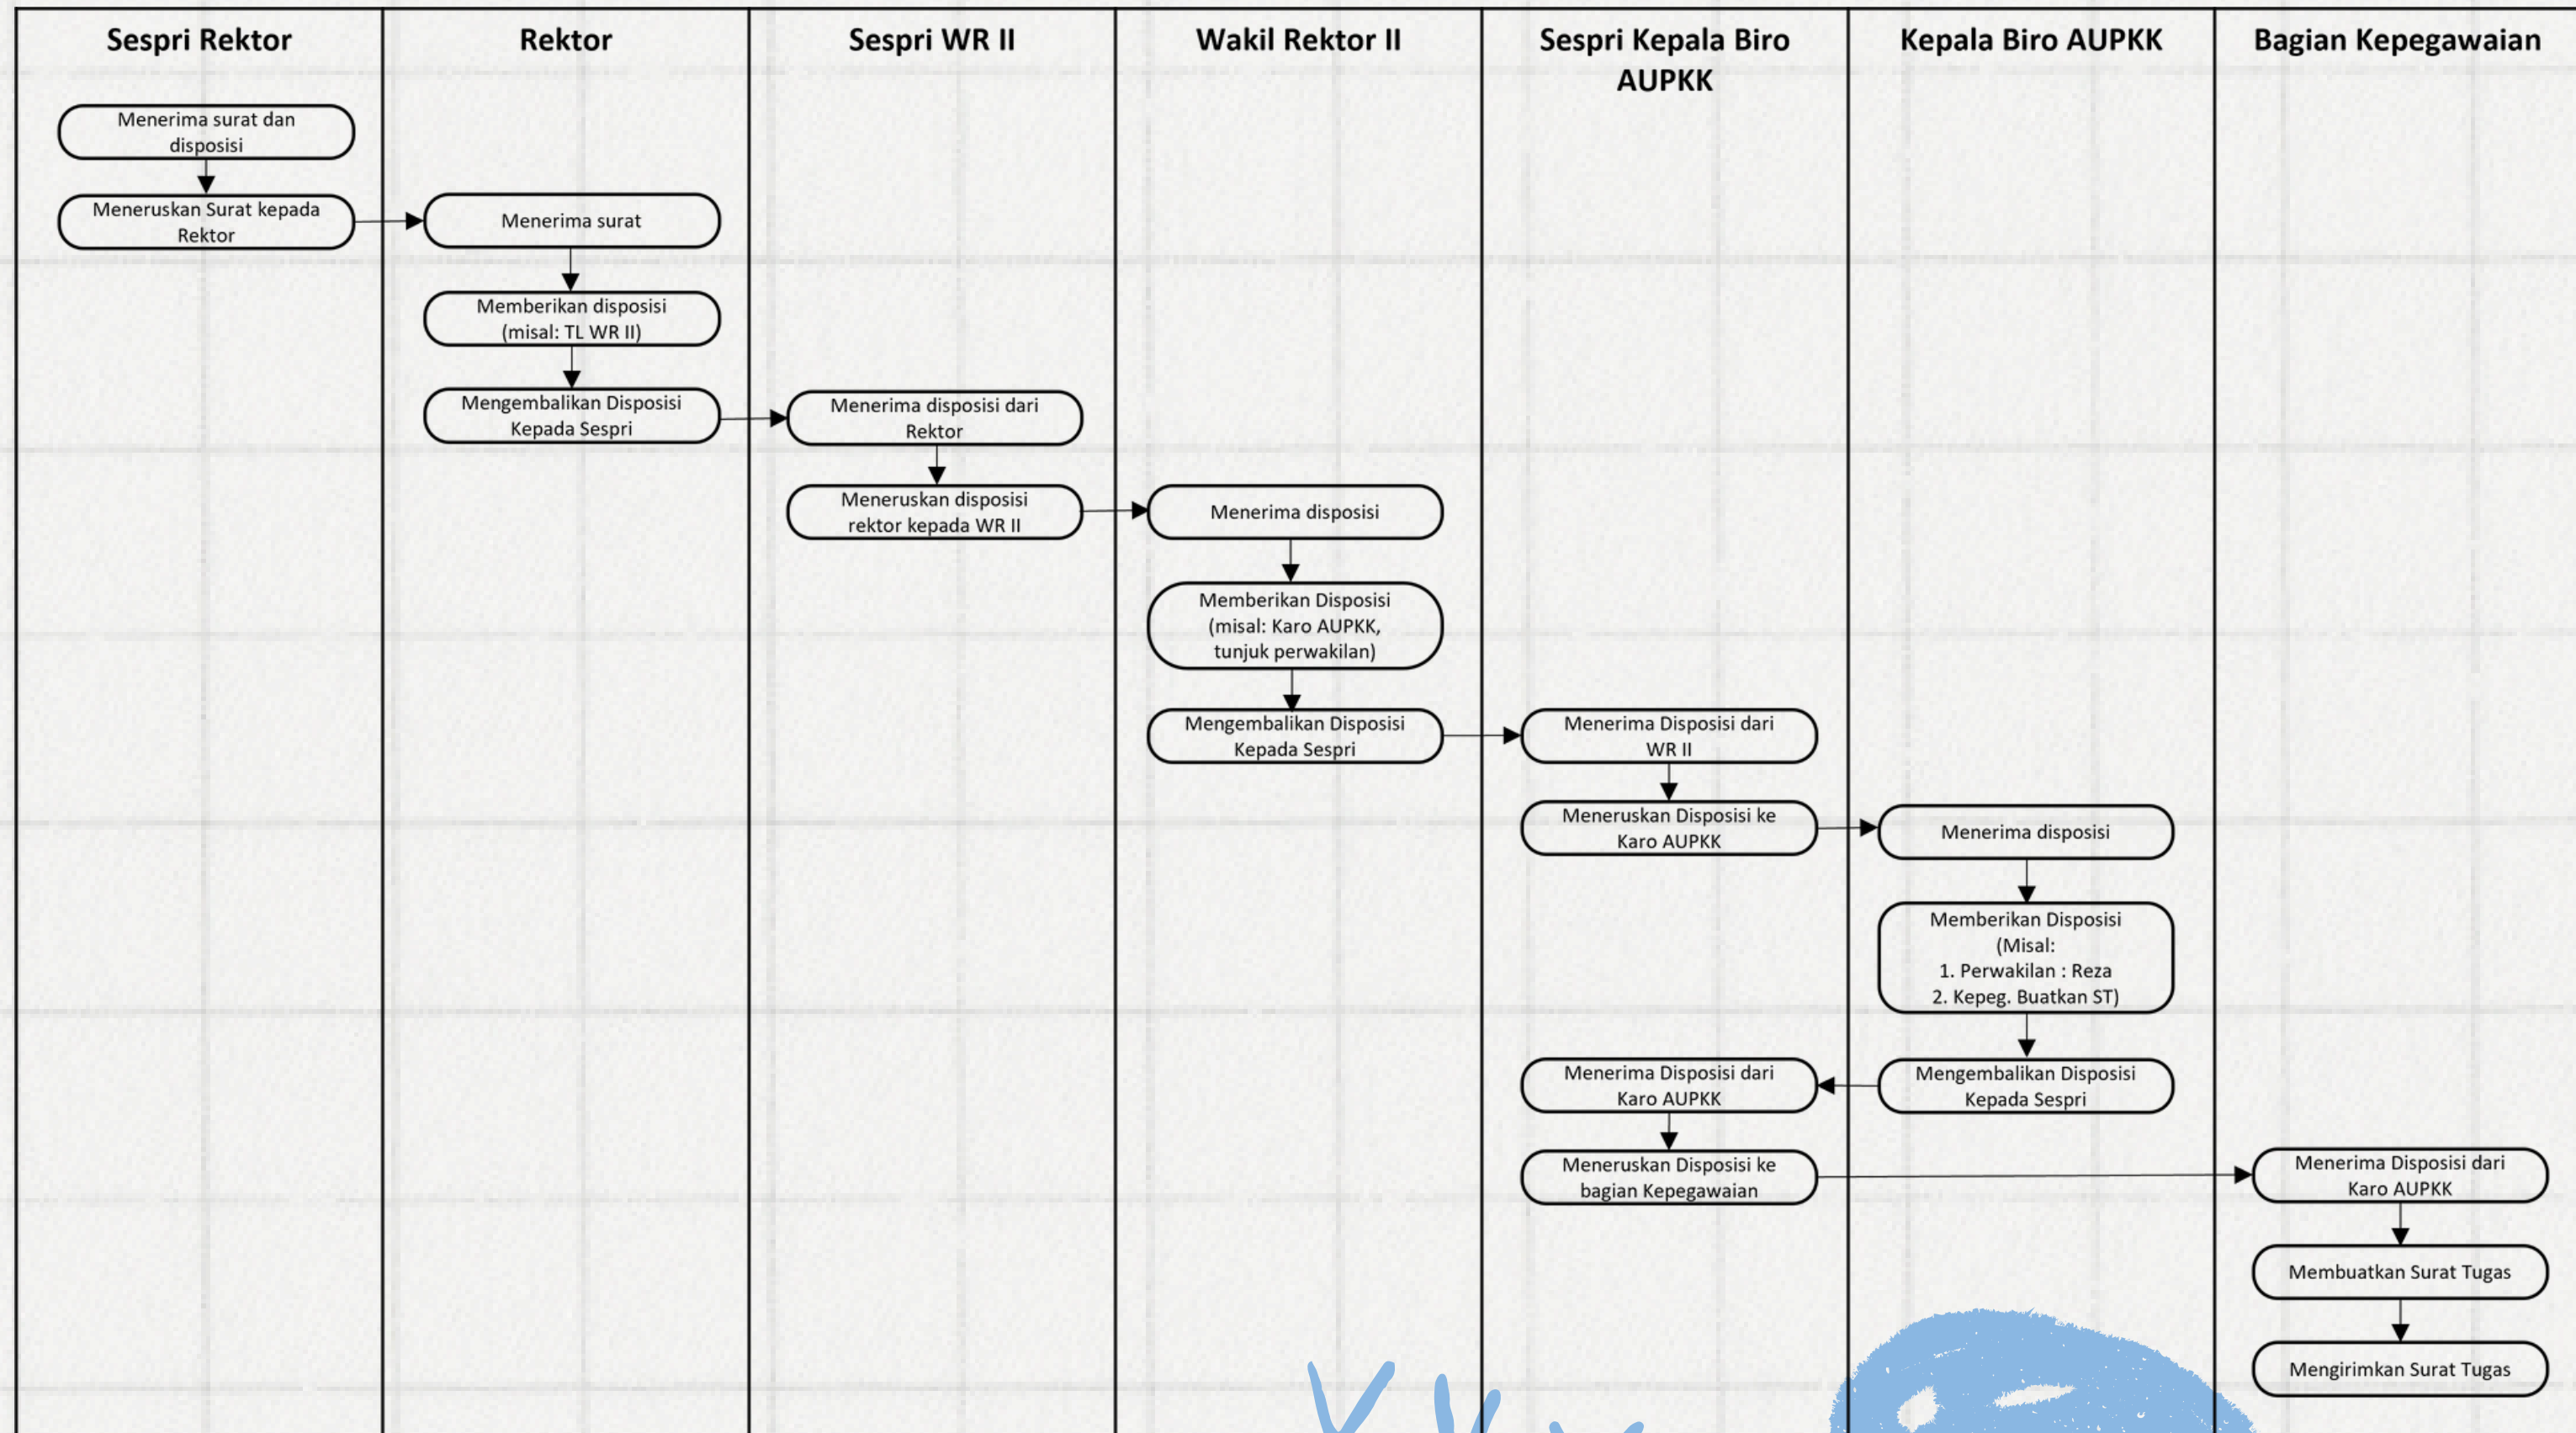 Sespri Rektor
Rektor
Sespri WR II
Wakil Rektor II
Sespri Kepala Biro
AUPKK
Kepala Biro AUPKK
Bagian Kepegawaian
Menerima surat dan
disposisi
Meneruskan Surat kepada
Rektor
Menerima surat
Memberikan disposisi
(misal: TL WR II)
Mengembalikan Disposisi
Kepada Sespri
Menerima disposisi dari
Rektor
Meneruskan disposisi
rektor kepada WR II
Menerima disposisi
Memberikan Disposisi
(misal: Karo AUPKK,
tunjuk perwakilan)
Mengembalikan Disposisi
Kepada Sespri
Menerima Disposisi dari
WR II
Meneruskan Disposisi ke
Karo AUPKK
Menerima disposisi
Memberikan Disposisi
(Misal:
1. Perwakilan : Reza
2. Kepeg. Buatkan ST)
Mengembalikan Disposisi
Kepada Sespri
Menerima Disposisi dari
Karo AUPKK
Meneruskan Disposisi ke
bagian Kepegawaian
Menerima Disposisi dari
Karo AUPKK
Membuatkan Surat Tugas
Mengirimkan Surat Tugas